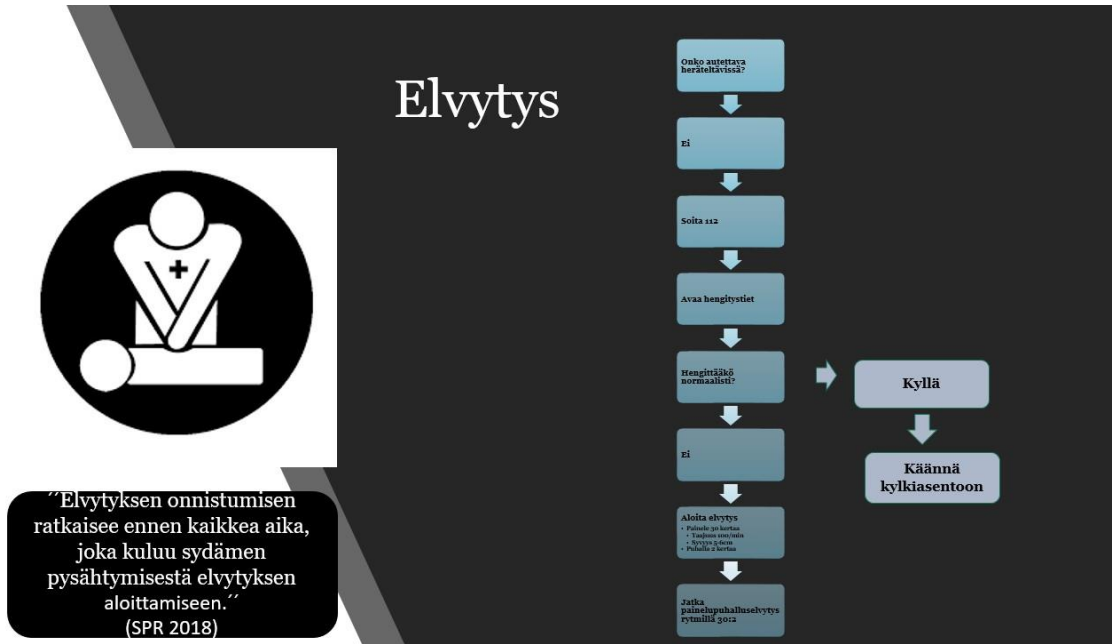 Elvytys
Onko autettava
heräteltävissä?
Ei
Soita 112
Avaa hengitystiet
Hengittääkö
normaalisti?
Kyllä
Käännä
kylkiasentoon
Ei
Aloita elvytys
• Painele 30 kertaa
• Taajuus 100/min
• Syvyys 5-6cm
• Puhalla 2 kertaa
Jatka
painelupuhalluselvytys
rytmillä 30:2
´´Elvytyksen onnistumisen
ratkaisee ennen kaikkea aika,
joka kuluu sydämen
pysähtymisestä elvytyksen
aloittamiseen.´´
(SPR 2018)